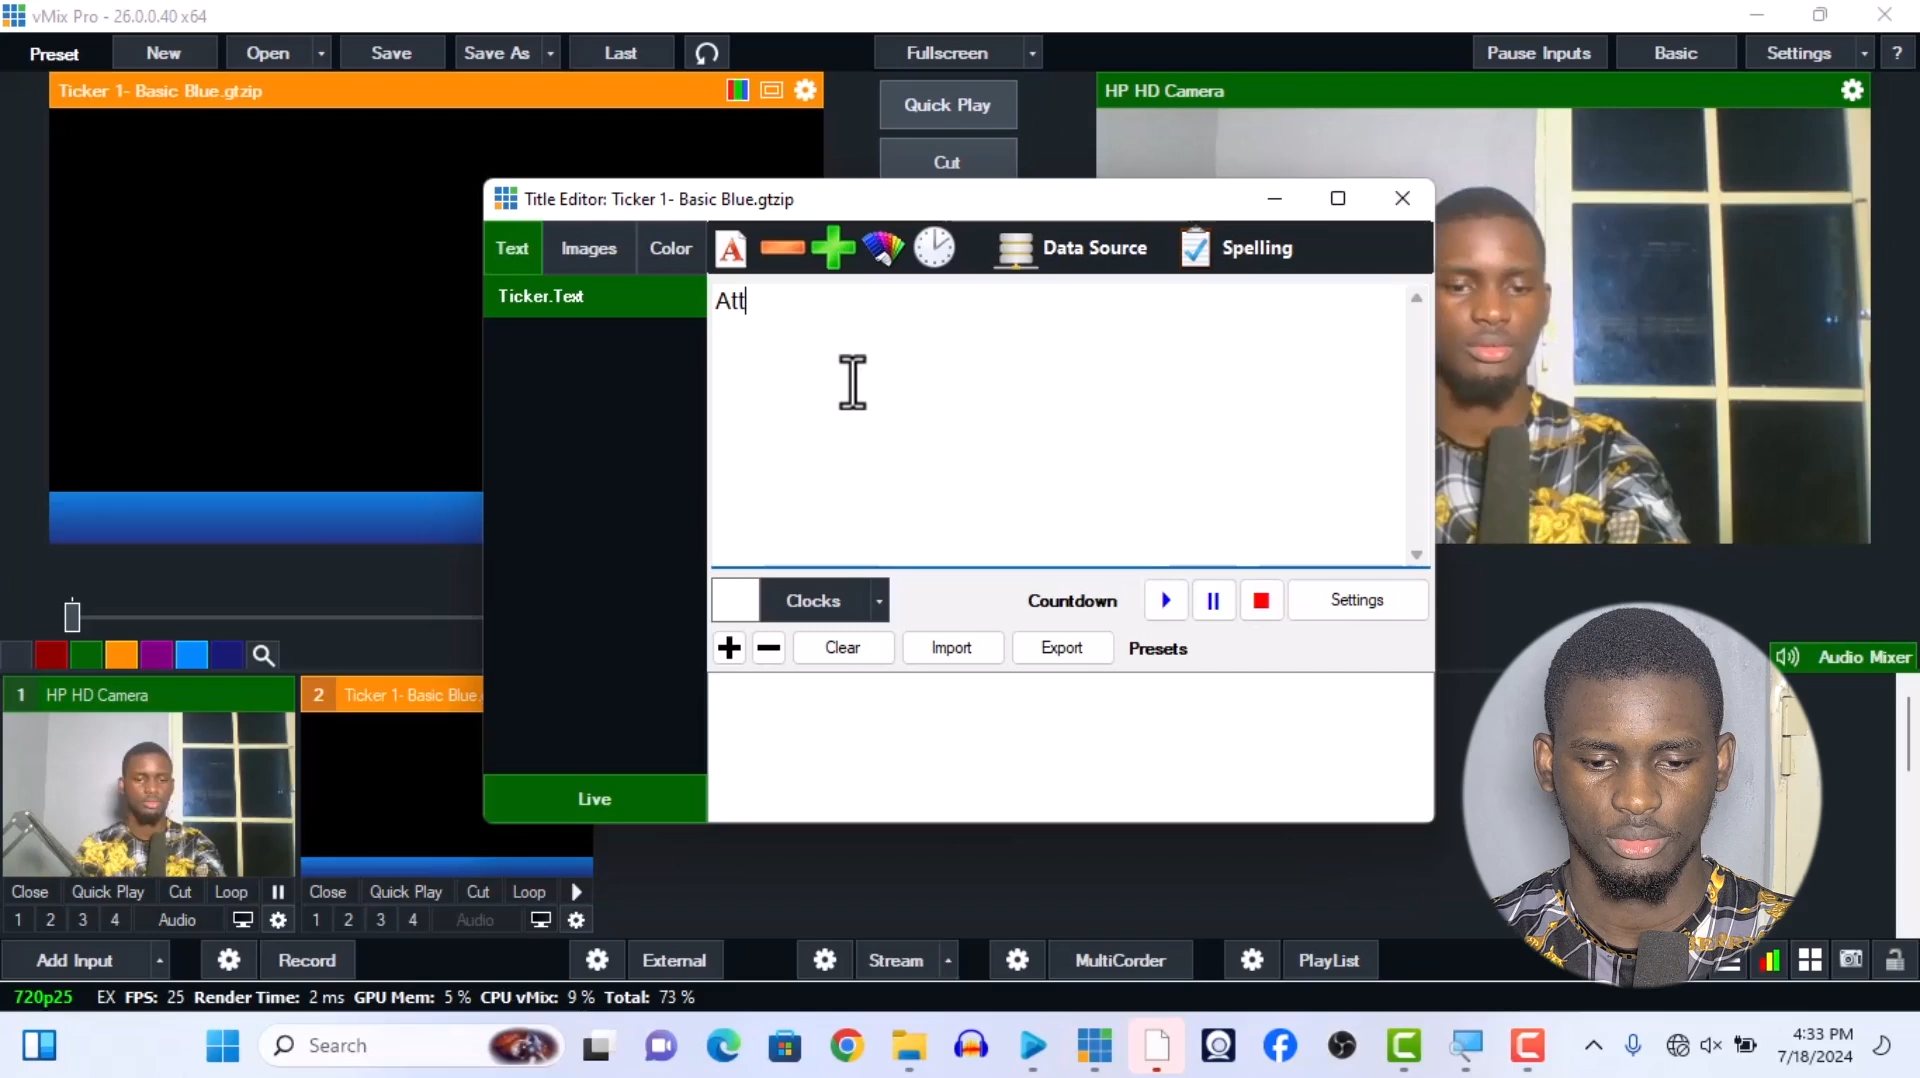 vMix Pro - 26.0.0.40 x64
Preset New Open Save Save As Last Fullscreen Pause Inputs Basic Settings ?
Ticker 1- Basic Blue.gtzip
Quick Play
Cut
HP HD Camera
Title Editor: Ticker 1- Basic Blue.gtzip
Text Images Color Data Source Spelling
Ticker.Text
Att
Clocks Countdown Settings
Clear Import Export Presets
Live
Audio Mixer
1 HP HD Camera
2 Ticker 1- Basic Blue.
Close Quick Play Cut Loop
1 2 3 4 Audio
Close Quick Play Cut Loop
1 2 3 4 Audio
Add Input Record External Stream MultiCorder PlayList
720p25 EX FPS: 25 Render Time: 2 ms GPU Mem: 5 % CPU vMix: 9 % Total: 73 %
Search
4:33 PM
7/18/2024